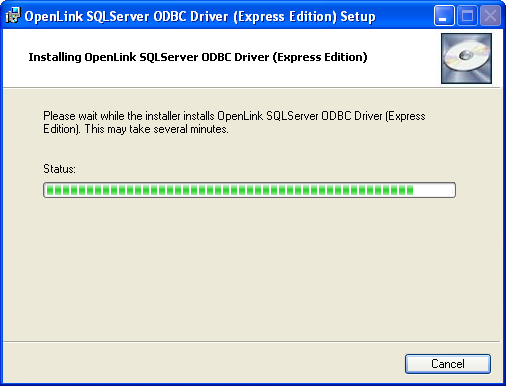 OpenLink SQLServer ODBC Driver (Express Edition) Setup
Installing OpenLink SQLServer ODBC Driver (Express Edition)
Please wait while the installer installs OpenLink SQLServer ODBC Driver (Express
Edition). This may take several minutes.
Status:
Cancel